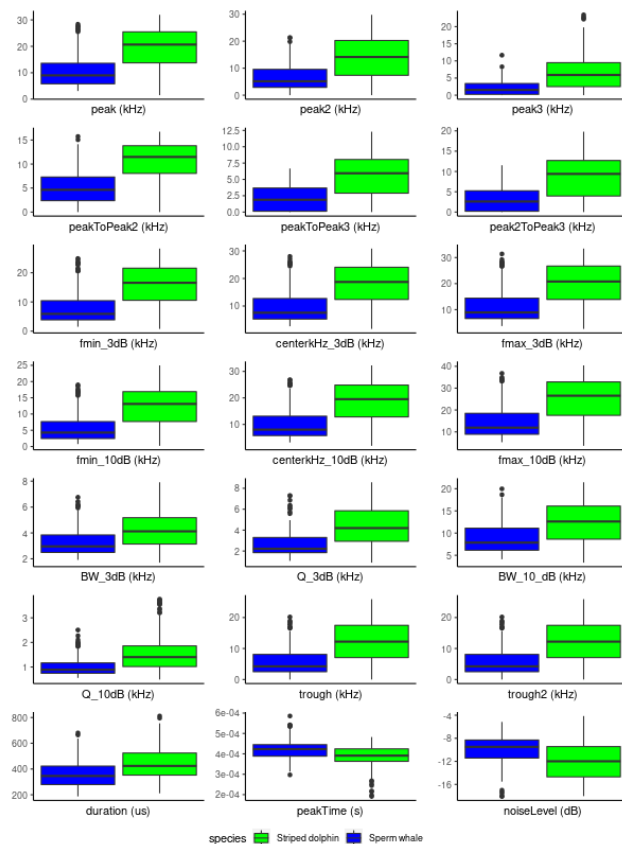 30
20
10
0
peak (kHz)
30
20
10
0
peak2 (kHz)
20
15
10
5
0
peak3 (kHz)
15
10
5
0
peakToPeak2 (kHz)
12.5
10.0
7.5
5.0
2.5
0.0
peakToPeak3 (kHz)
20
15
10
5
0
peak2ToPeak3 (kHz)
20
10
0
fmin_3dB (kHz)
30
20
10
centerkHz_3dB (kHz)
30
20
10
fmax_3dB (kHz)
25
20
15
10
5
0
fmin_10dB (kHz)
30
20
10
centerkHz_10dB (kHz)
40
30
20
10
fmax_10dB (kHz)
8
6
4
2
BW_3dB (kHz)
8
6
4
2
Q_3dB (kHz)
20
15
10
5
BW_10_dB (kHz)
3
2
1
Q_10dB (kHz)
20
10
0
trough (kHz)
20
10
0
trough2 (kHz)
800
600
400
200
duration (us)
6e-04
5e-04
4e-04
3e-04
2e-04
peakTime (s)
-4
-8
-12
-16
noiseLevel (dB)
species Striped dolphin Sperm whale